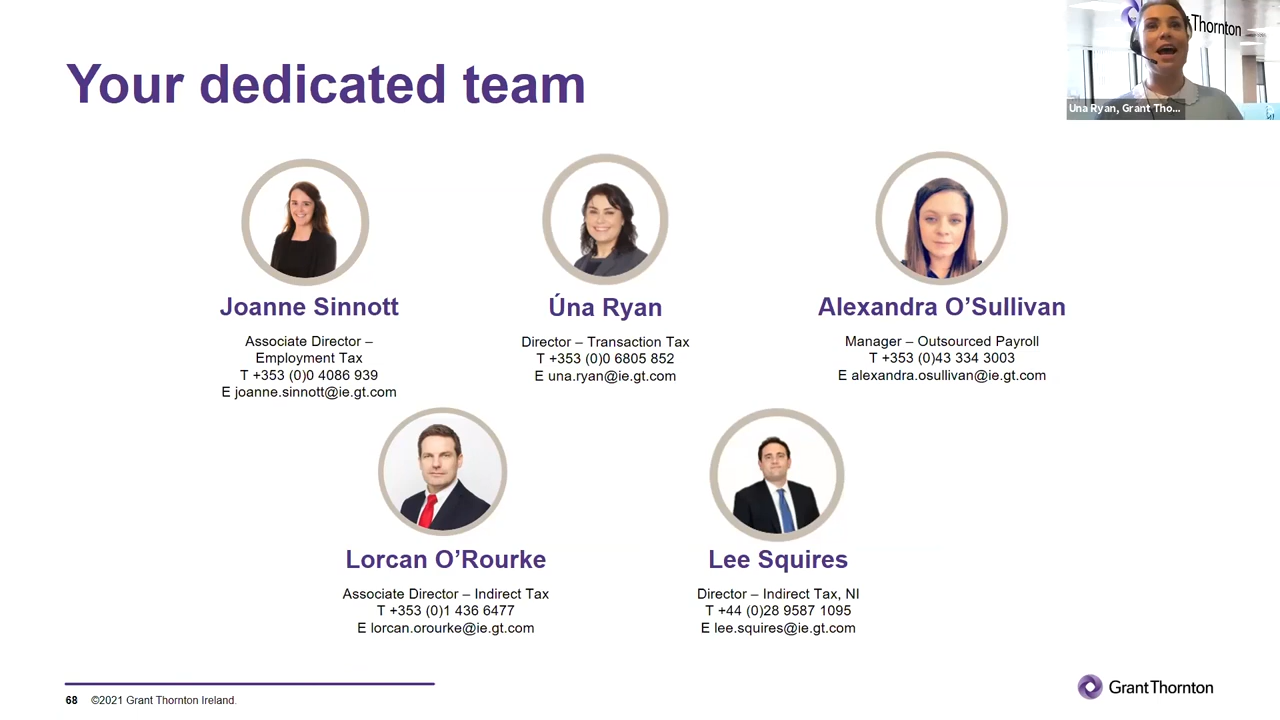 Your dedicated team
Thornton
Una Ryan, Grant Tho...
Joanne Sinnott
Associate Director –
Employment Tax
T +353 (0)0 4086 939
E joanne.sinnott@ie.gt.com
Úna Ryan
Director – Transaction Tax
T +353 (0)0 6805 852
E una.ryan@ie.gt.com
Alexandra O’Sullivan
Manager – Outsourced Payroll
T +353 (0)43 334 3003
E alexandra.osullivan@ie.gt.com
Lorcan O’Rourke
Associate Director – Indirect Tax
T +353 (0)1 436 6477
E lorcan.orourke@ie.gt.com
Lee Squires
Director – Indirect Tax, NI
T +44 (0)28 9587 1095
E lee.squires@ie.gt.com
68 ©2021 Grant Thornton Ireland.
GrantThornton